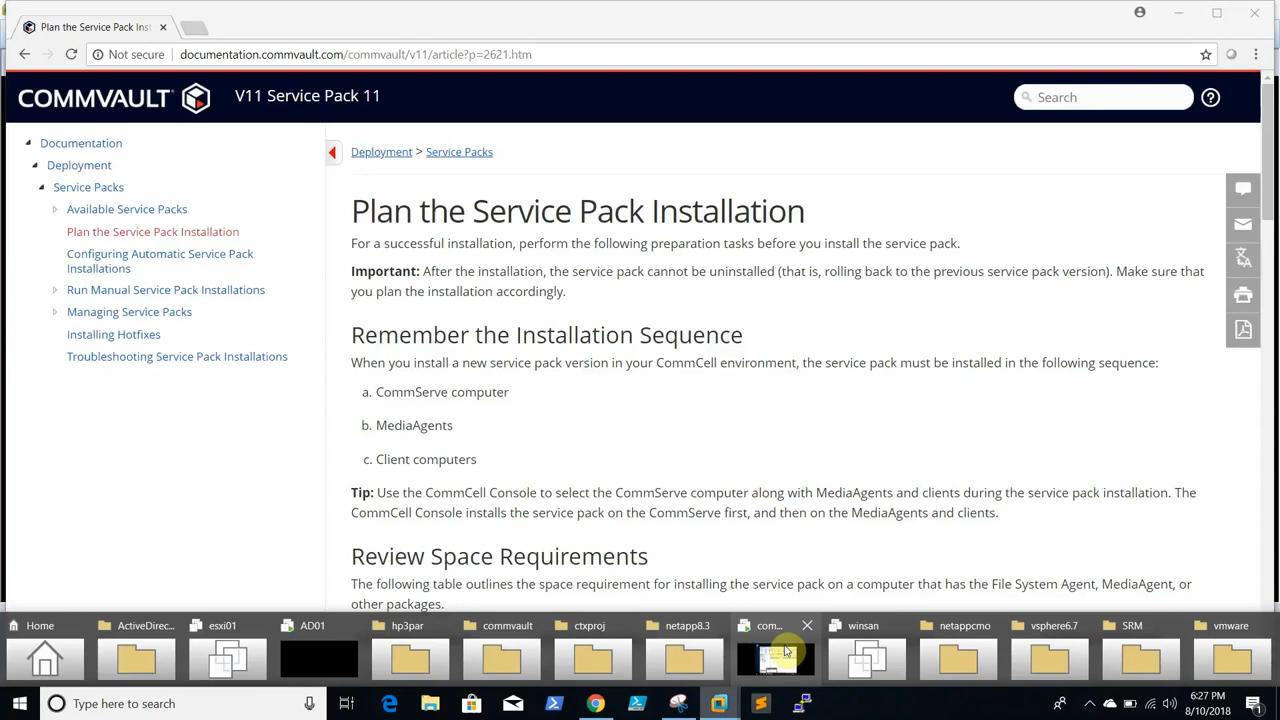 Plan the Service Pack Inst
Not secure
documentation.commvault.com/commvault/v11/article?p=2621.htm
COMMVAULT
V11 Service Pack 11
Search
Documentation
Deployment
Service Packs
Available Service Packs
Plan the Service Pack Installation
Configuring Automatic Service Pack
Installations
Run Manual Service Pack Installations
Managing Service Packs
Installing Hotfixes
Troubleshooting Service Pack Installations
Deployment > Service Packs
Plan the Service Pack Installation
For a successful installation, perform the following preparation tasks before you install the service pack.
Important: After the installation, the service pack cannot be uninstalled (that is, rolling back to the previous service pack version). Make sure that
you plan the installation accordingly.
Remember the Installation Sequence
When you install a new service pack version in your CommCell environment, the service pack must be installed in the following sequence:
a. CommServe computer
b. MediaAgents
c. Client computers
Tip: Use the CommCell Console to select the CommServe computer along with MediaAgents and clients during the service pack installation. The
CommCell Console installs the service pack on the CommServe first, and then on the MediaAgents and clients.
Review Space Requirements
The following table outlines the space requirement for installing the service pack on a computer that has the File System Agent, MediaAgent, or
other packages.
Home
ActiveDirec...
esxi01
AD01
hp3par
commvault
ctxproj
netapp8.3
com...
winsan
netappcmo
vsphere6.7
SRM
vmware
Type here to search
6:27 PM
8/10/2018
1